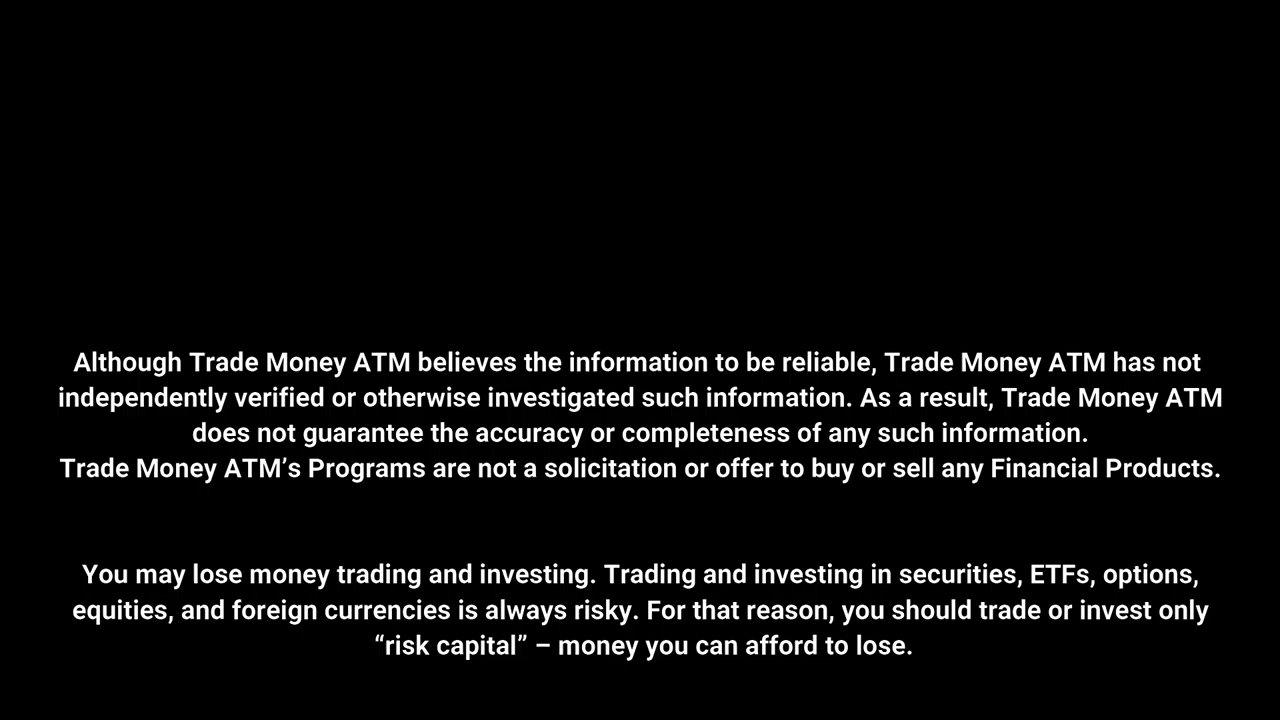 Although Trade Money ATM believes the information to be reliable, Trade Money ATM has not
independently verified or otherwise investigated such information. As a result, Trade Money ATM
does not guarantee the accuracy or completeness of any such information.
Trade Money ATM’s Programs are not a solicitation or offer to buy or sell any Financial Products.
You may lose money trading and investing. Trading and investing in securities, ETFs, options,
equities, and foreign currencies is always risky. For that reason, you should trade or invest only
“risk capital” – money you can afford to lose.